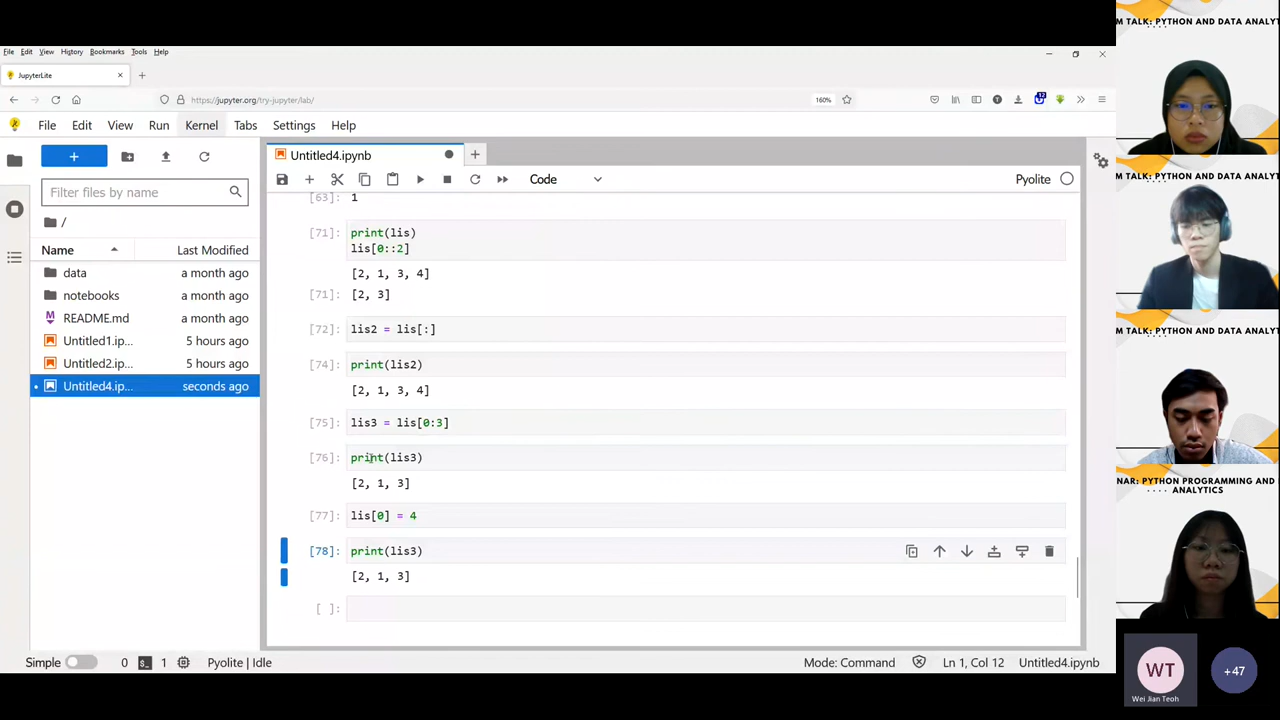 File Edit View History Bookmarks Tools Help
JupyterLite
https://jupyter.org/try-jupyter/lab/
160%
File Edit View Run Kernel Tabs Settings Help
Filter files by name
/
Name Last Modified
data a month ago
notebooks a month ago
README.md a month ago
Untitled1.ip... 5 hours ago
Untitled2.ip... 5 hours ago
Untitled4.ip... seconds ago
Untitled4.ipynb
Code
Pyolite
[63]: 1
[71]: print(lis)
lis[0::2]
[2, 1, 3, 4]
[71]: [2, 3]
[72]: lis2 = lis[:]
[74]: print(lis2)
[2, 1, 3, 4]
[75]: lis3 = lis[0:3]
[76]: print(lis3)
[2, 1, 3]
[77]: lis[0] = 4
[78]: print(lis3)
[2, 1, 3]
[ ]:
Simple 0 1 Pyolite | Idle Mode: Command Ln 1, Col 12 Untitled4.ipynb
M TALK: PYTHON AND DATA ANALYT
M TALK: PYTHON AND DATA ANALYT
M TALK: PYTHON AND DATA ANALYT
NAR: PYTHON PROGRAMMING AND
ANALYTICS
WT
Wei Jian Teoh
+47